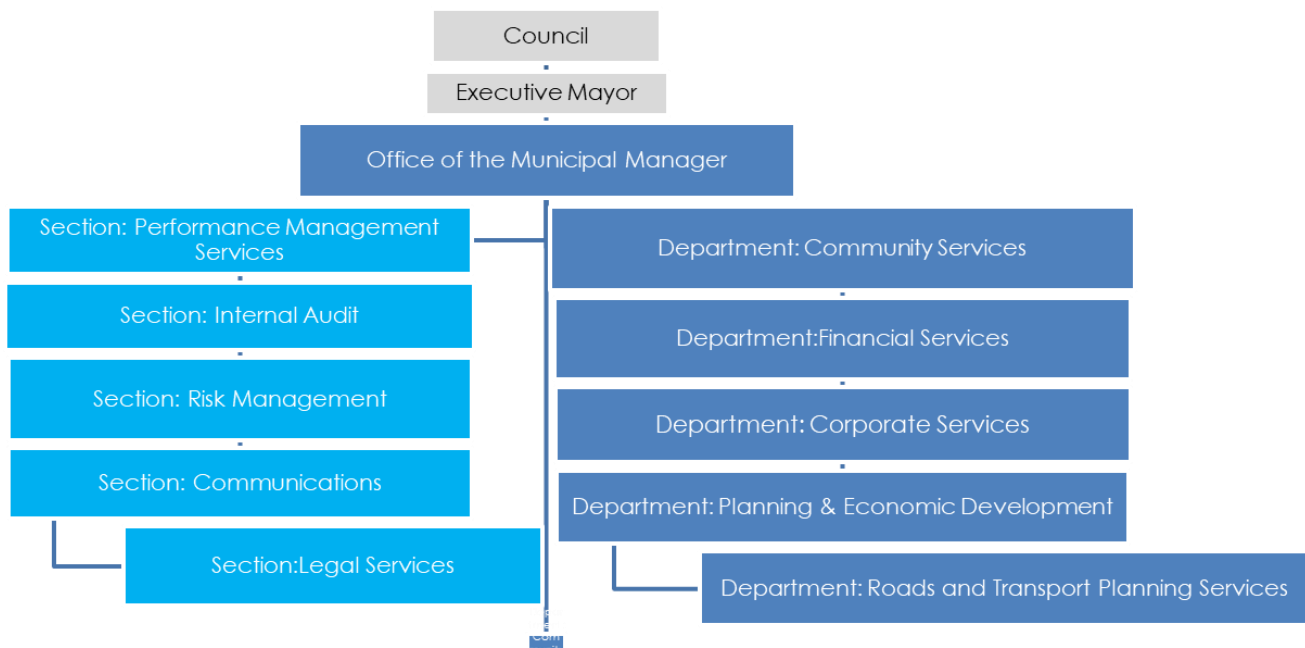 Council
Executive Mayor
Office of the Municipal Manager
Section: Performance Management
Services
Section: Internal Audit
Section: Risk Management
Section: Communications
Section:Legal Services
Department: Community Services
Department:Financial Services
Department: Corporate Services
Department: Planning & Economic Development
Department: Roads and Transport Planning Services